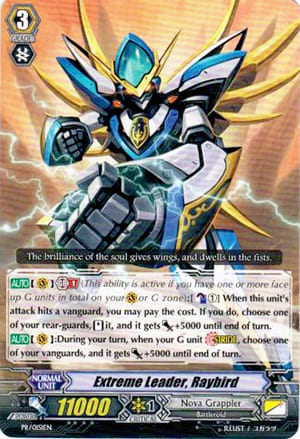 3
GRADE
The brilliance of the soul gives wings, and dwells in the fists.
AUTO [ ]: GB 1 (This ability is active if you have one or more face
up G units in total on your or G zone): [ (1)] When this unit's
attack hits a vanguard, you may pay the cost. If you do, choose one
of your rear-guards, [ ] it, and it gets +5000 until end of turn.
AUTO [ ]: During your turn, when your G unit STRIDE, choose one
of your vanguards, and it gets +5000 until end of turn.
NORMAL
UNIT
Extreme Leader, Raybird
11000
1
CRITICAL
Nova Grappler
Battleroid
PR/0151EN
ILLUST /